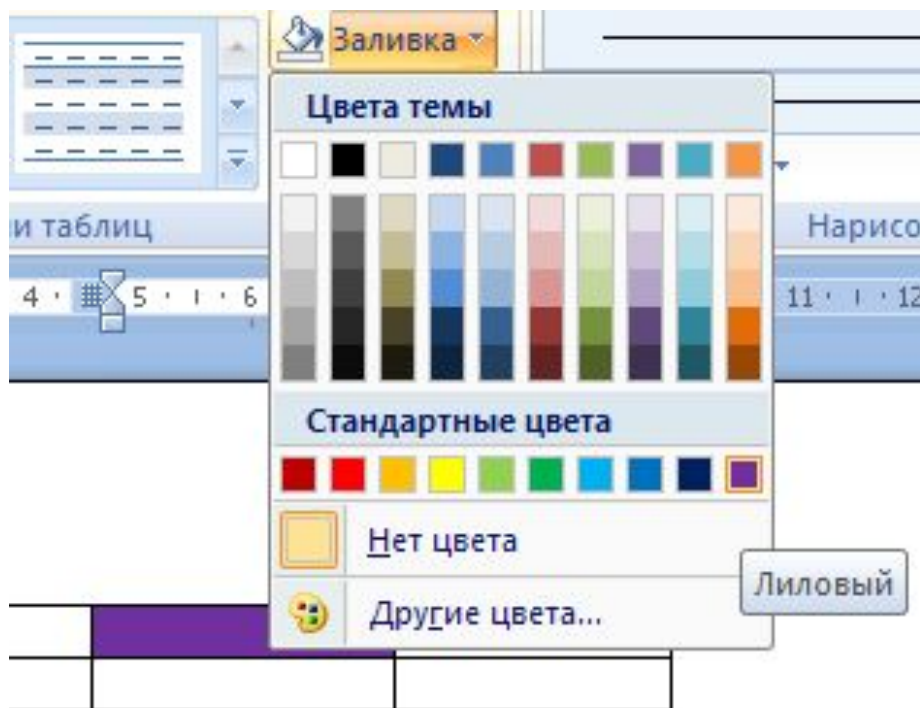 Заливка
Цвета темы
и таблиц
Нарисо
4 5 6
11 12
Стандартные цвета
Нет цвета
Лиловый
Другие цвета...